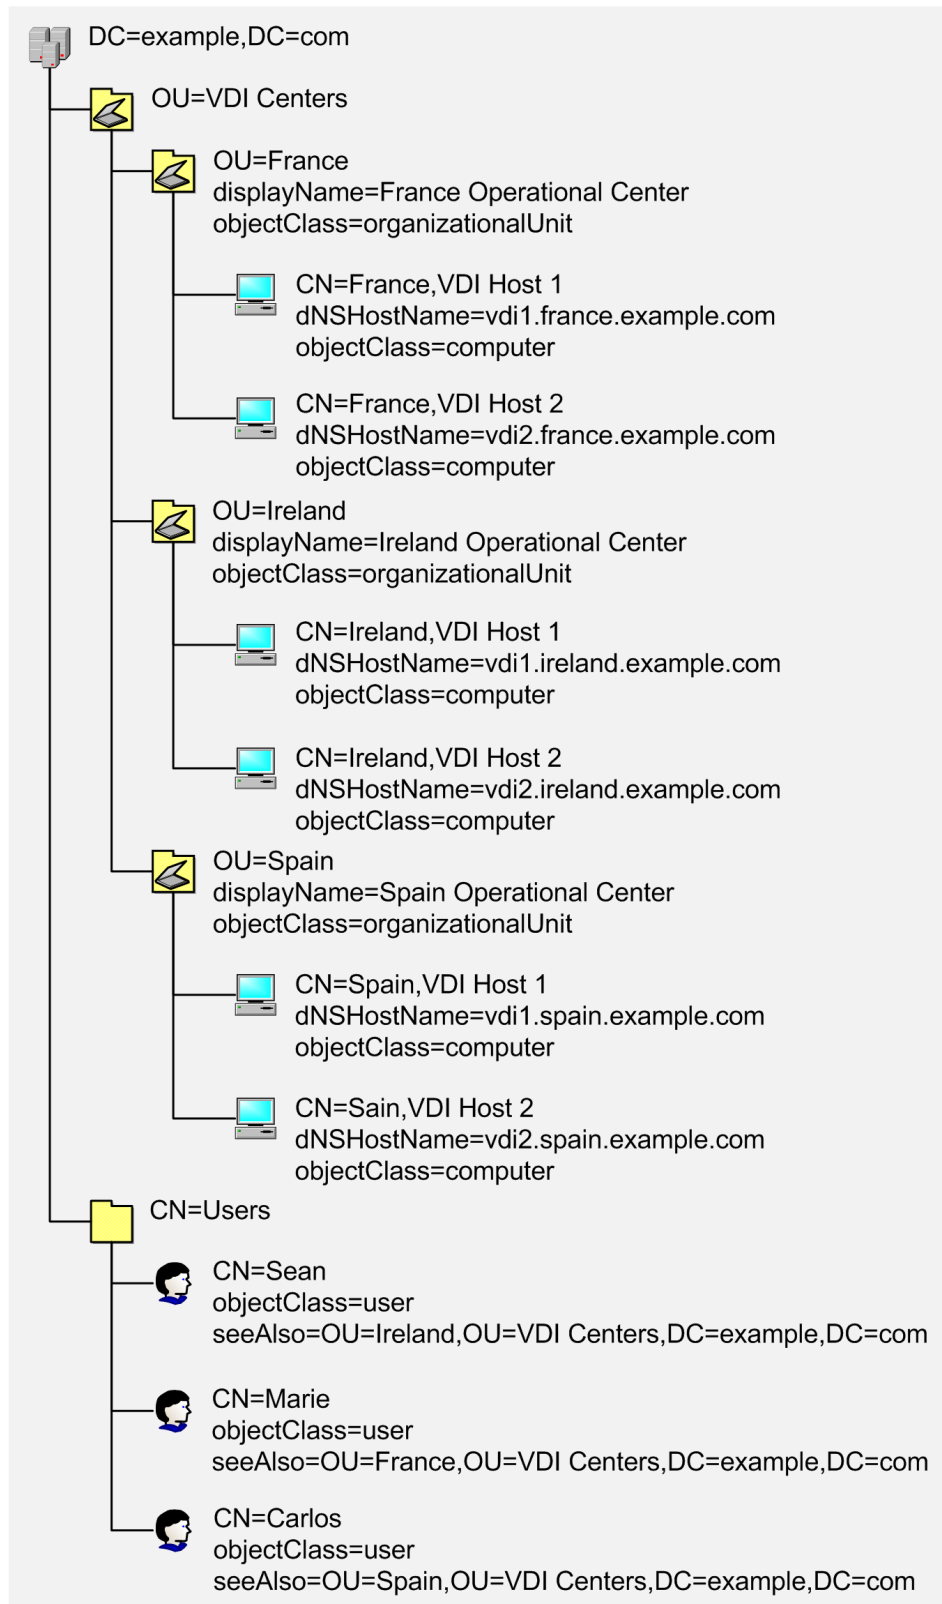 DC=example,DC=com
OU=VDI Centers
OU=France
displayName=France Operational Center
objectClass=organizationalUnit
CN=France,VDI Host 1
dNSHostName=vdi1.france.example.com
objectClass=computer
CN=France,VDI Host 2
dNSHostName=vdi2.france.example.com
objectClass=computer
OU=Ireland
displayName=Ireland Operational Center
objectClass=organizationalUnit
CN=Ireland,VDI Host 1
dNSHostName=vdi1.ireland.example.com
objectClass=computer
CN=Ireland,VDI Host 2
dNSHostName=vdi2.ireland.example.com
objectClass=computer
OU=Spain
displayName=Spain Operational Center
objectClass=organizationalUnit
CN=Spain,VDI Host 1
dNSHostName=vdi1.spain.example.com
objectClass=computer
CN=Sain,VDI Host 2
dNSHostName=vdi2.spain.example.com
objectClass=computer
CN=Users
CN=Sean
objectClass=user
seeAlso=OU=Ireland,OU=VDI Centers,DC=example,DC=com
CN=Marie
objectClass=user
seeAlso=OU=France,OU=VDI Centers,DC=example,DC=com
CN=Carlos
objectClass=user
seeAlso=OU=Spain,OU=VDI Centers,DC=example,DC=com